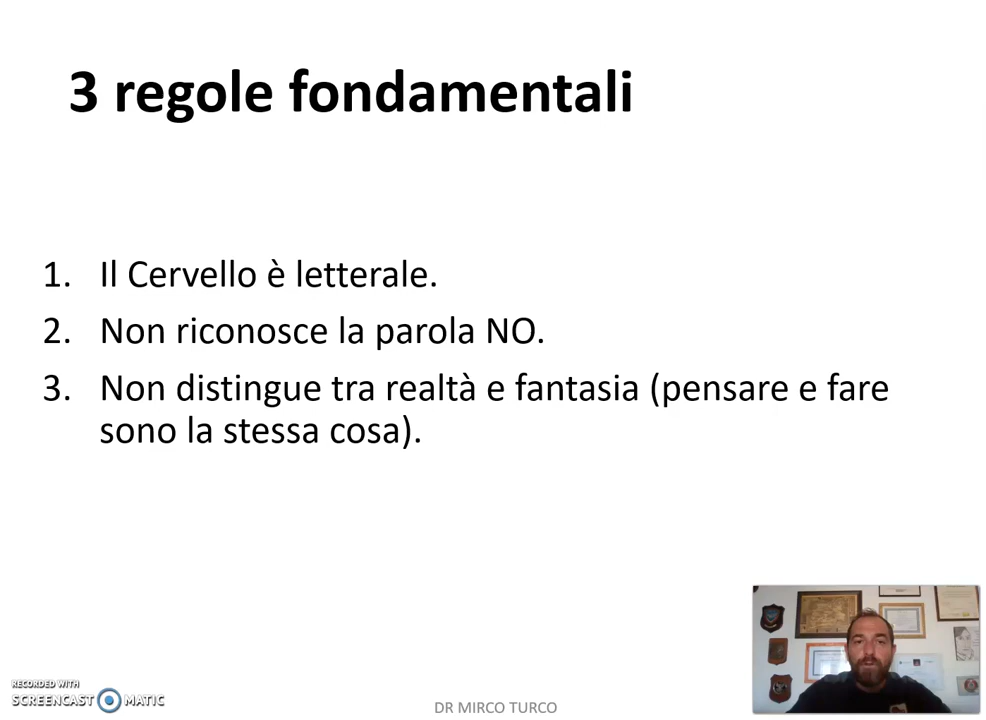 3 regole fondamentali
1. Il Cervello è letterale.
2. Non riconosce la parola NO.
3. Non distingue tra realtà e fantasia (pensare e fare
sono la stessa cosa).
RECORDED WITH
SCREENCAST MATIC
DR MIRCO TURCO